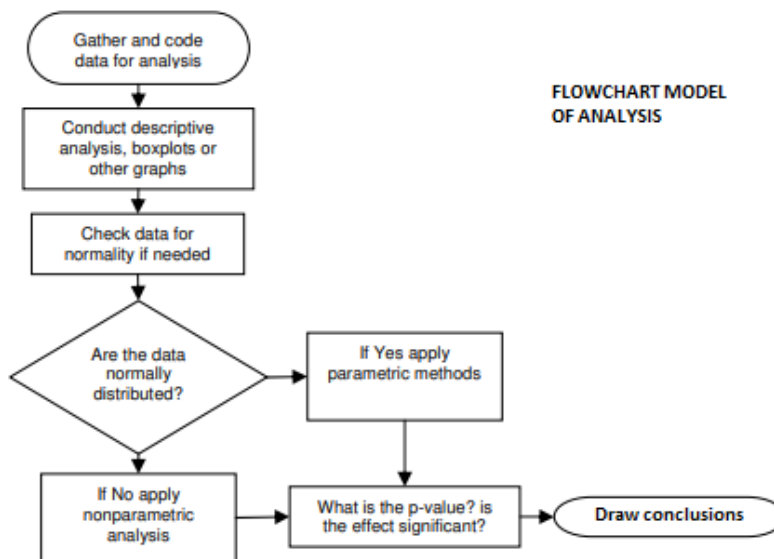 Gather and code
data for analysis
FLOWCHART MODEL
OF ANALYSIS
Conduct descriptive
analysis, boxplots or
other graphs
Check data for
normality if needed
Are the data
normally
distributed?
If Yes apply
parametric methods
If No apply
nonparametric
analysis
What is the p-value? is
the effect significant?
Draw conclusions